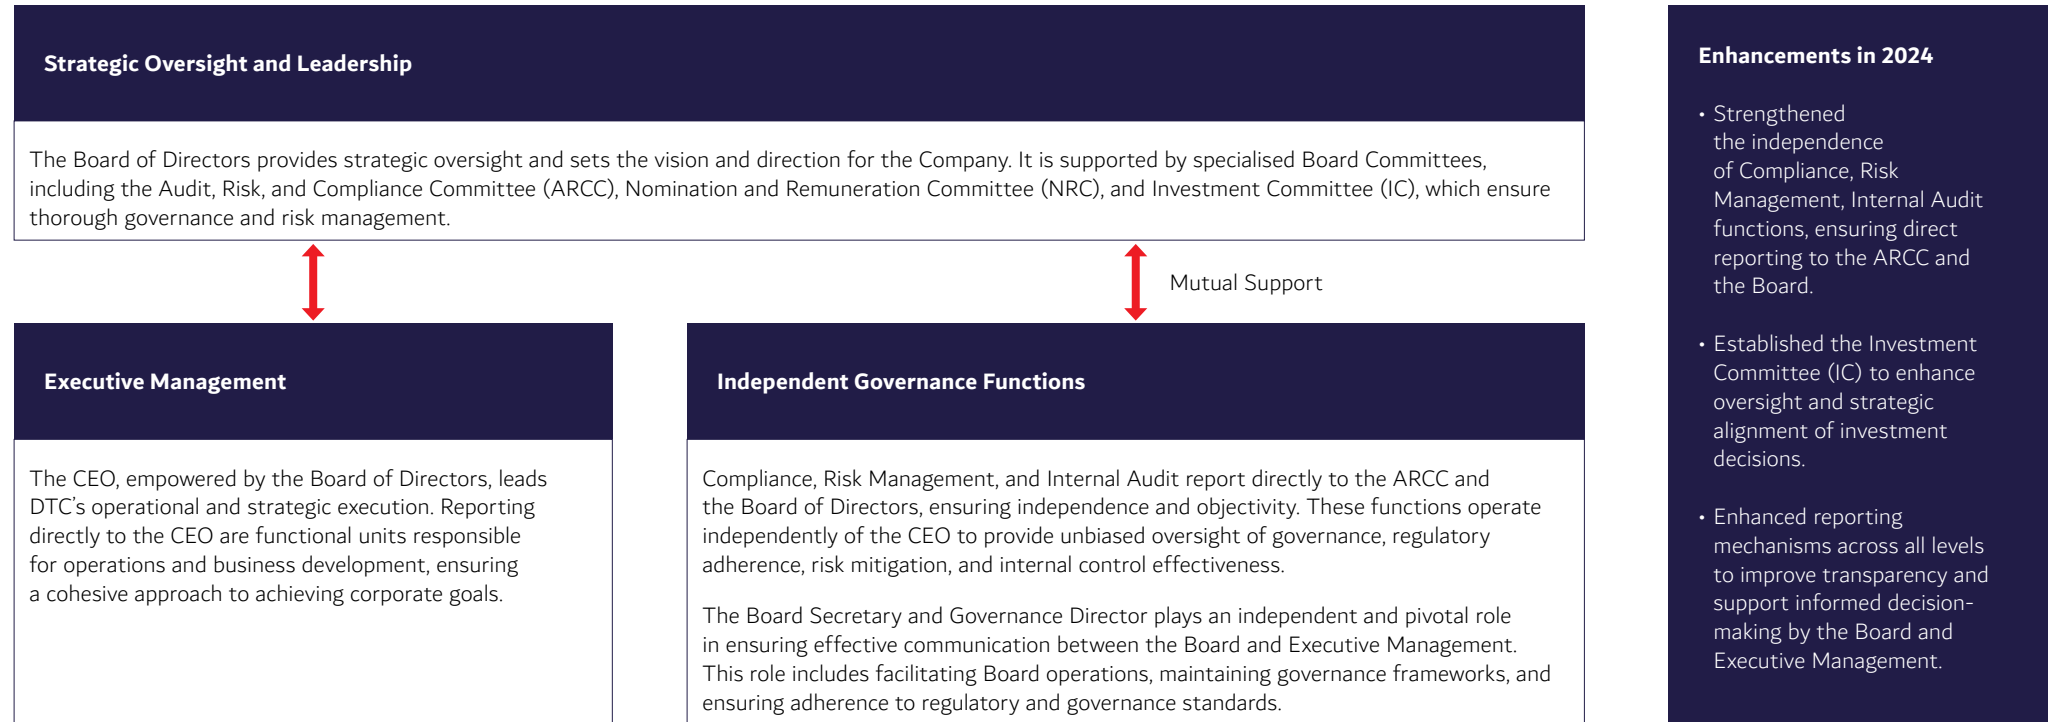 Strategic Oversight and Leadership
The Board of Directors provides strategic oversight and sets the vision and direction for the Company. It is supported by specialised Board Committees,
including the Audit, Risk, and Compliance Committee (ARCC), Nomination and Remuneration Committee (NRC), and Investment Committee (IC), which ensure
thorough governance and risk management.
Mutual Support
Executive Management
The CEO, empowered by the Board of Directors, leads
DTC's operational and strategic execution. Reporting
directly to the CEO are functional units responsible
for operations and business development, ensuring
a cohesive approach to achieving corporate goals.
Independent Governance Functions
Compliance, Risk Management, and Internal Audit report directly to the ARCC and
the Board of Directors, ensuring independence and objectivity. These functions operate
independently of the CEO to provide unbiased oversight of governance, regulatory
adherence, risk mitigation, and internal control effectiveness.
The Board Secretary and Governance Director plays an independent and pivotal role
in ensuring effective communication between the Board and Executive Management.
This role includes facilitating Board operations, maintaining governance frameworks, and
ensuring adherence to regulatory and governance standards.
Enhancements in 2024
• Strengthened
the independence
of Compliance, Risk
Management, Internal Audit
functions, ensuring direct
reporting to the ARCC and
the Board.
• Established the Investment
Committee (IC) to enhance
oversight and strategic
alignment of investment
decisions.
• Enhanced reporting
mechanisms across all levels
to improve transparency and
support informed decision-
making by the Board and
Executive Management.